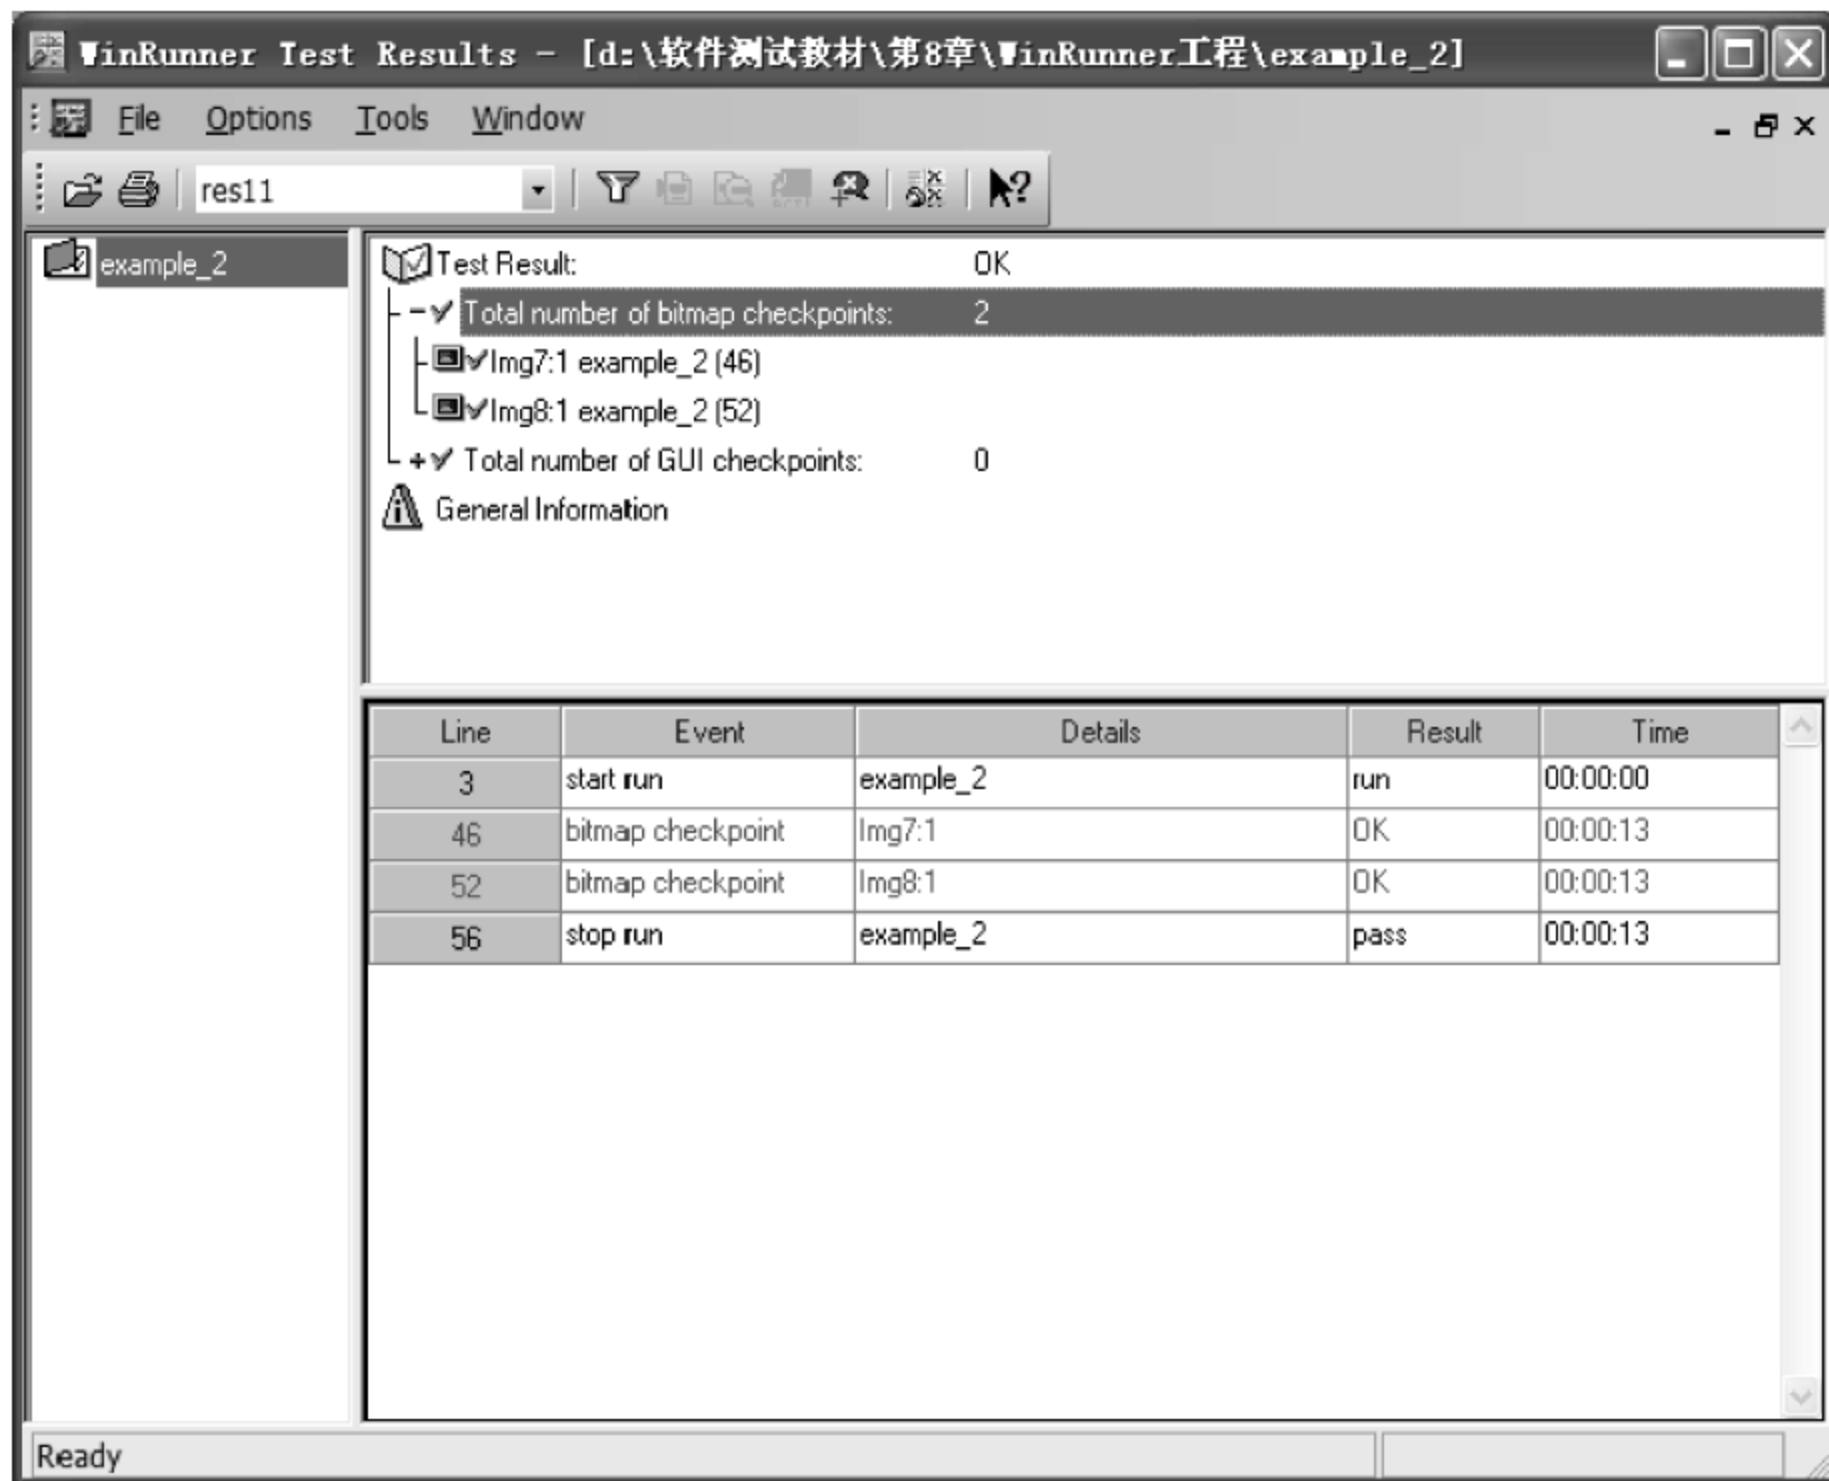 WinRunner Test Results - [d:\软件测试教材\第8章\WinRunner工程\example_2]
File Options Tools Window
res11
example_2
Test Result: OK
Total number of bitmap checkpoints: 2
Img7:1 example_2 (46)
Img8:1 example_2 (52)
Total number of GUI checkpoints: 0
General Information
Line Event Details Result Time
3 start run example_2 run 00:00:00
46 bitmap checkpoint Img7:1 OK 00:00:13
52 bitmap checkpoint Img8:1 OK 00:00:13
56 stop run example_2 pass 00:00:13
Ready